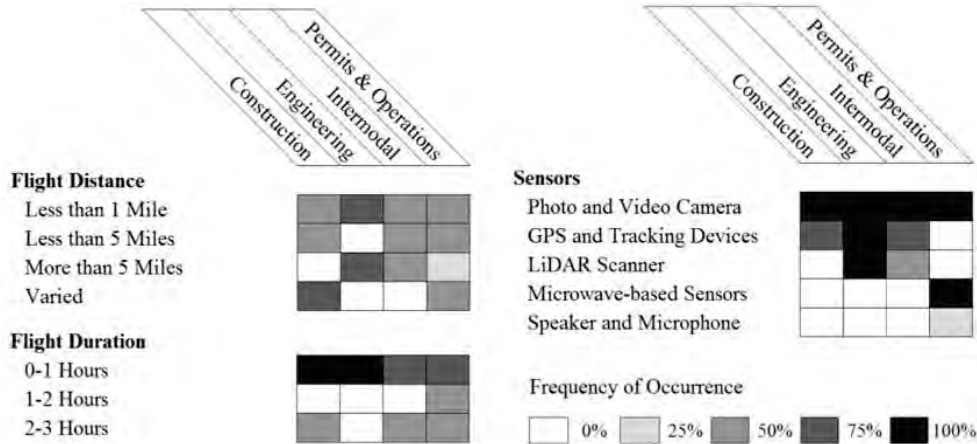 Construction
Engineering
Intermodal
Permits & Operations
Flight Distance
Less than 1 Mile
Less than 5 Miles
More than 5 Miles
Varied
Flight Duration
0-1 Hours
1-2 Hours
2-3 Hours
Construction
Engineering
Intermodal
Permits & Operations
Sensors
Photo and Video Camera
GPS and Tracking Devices
LiDAR Scanner
Microwave-based Sensors
Speaker and Microphone
Frequency of Occurrence
0% 25% 50% 75% 100%